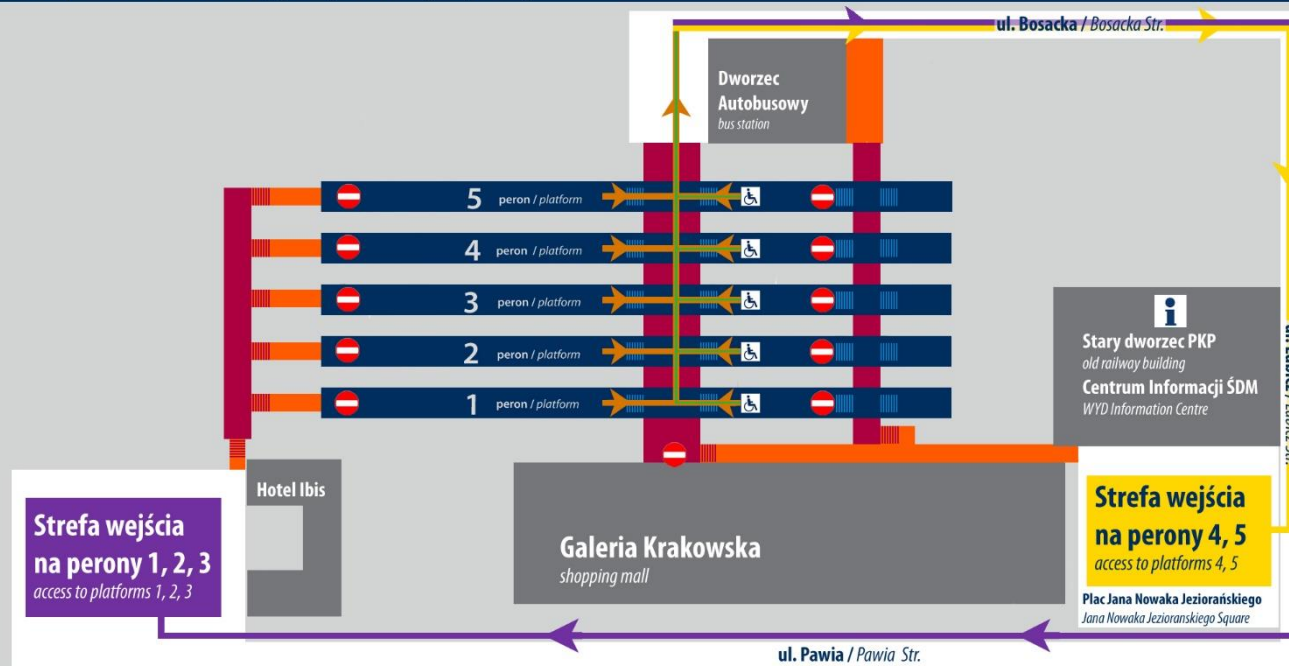 ul. Bosacka / Bosacka Str.
Dworzec
Autobusowy
bus station
5 peron / platform
4 peron / platform
3 peron / platform
2 peron / platform
1 peron / platform
i
Stary dworzec PKP
old railway building
Centrum Informacji ŚDM
WYD Information Centre
Hotel Ibis
Strefa wejścia
na perony 1, 2, 3
access to platforms 1, 2, 3
Galeria Krakowska
shopping mall
Strefa wejścia
na perony 4, 5
access to platforms 4, 5
Plac Jana Nowaka Jeziorańskiego
Jana Nowaka Jezioranskiego Square
ul. Pawia / Pawia Str.